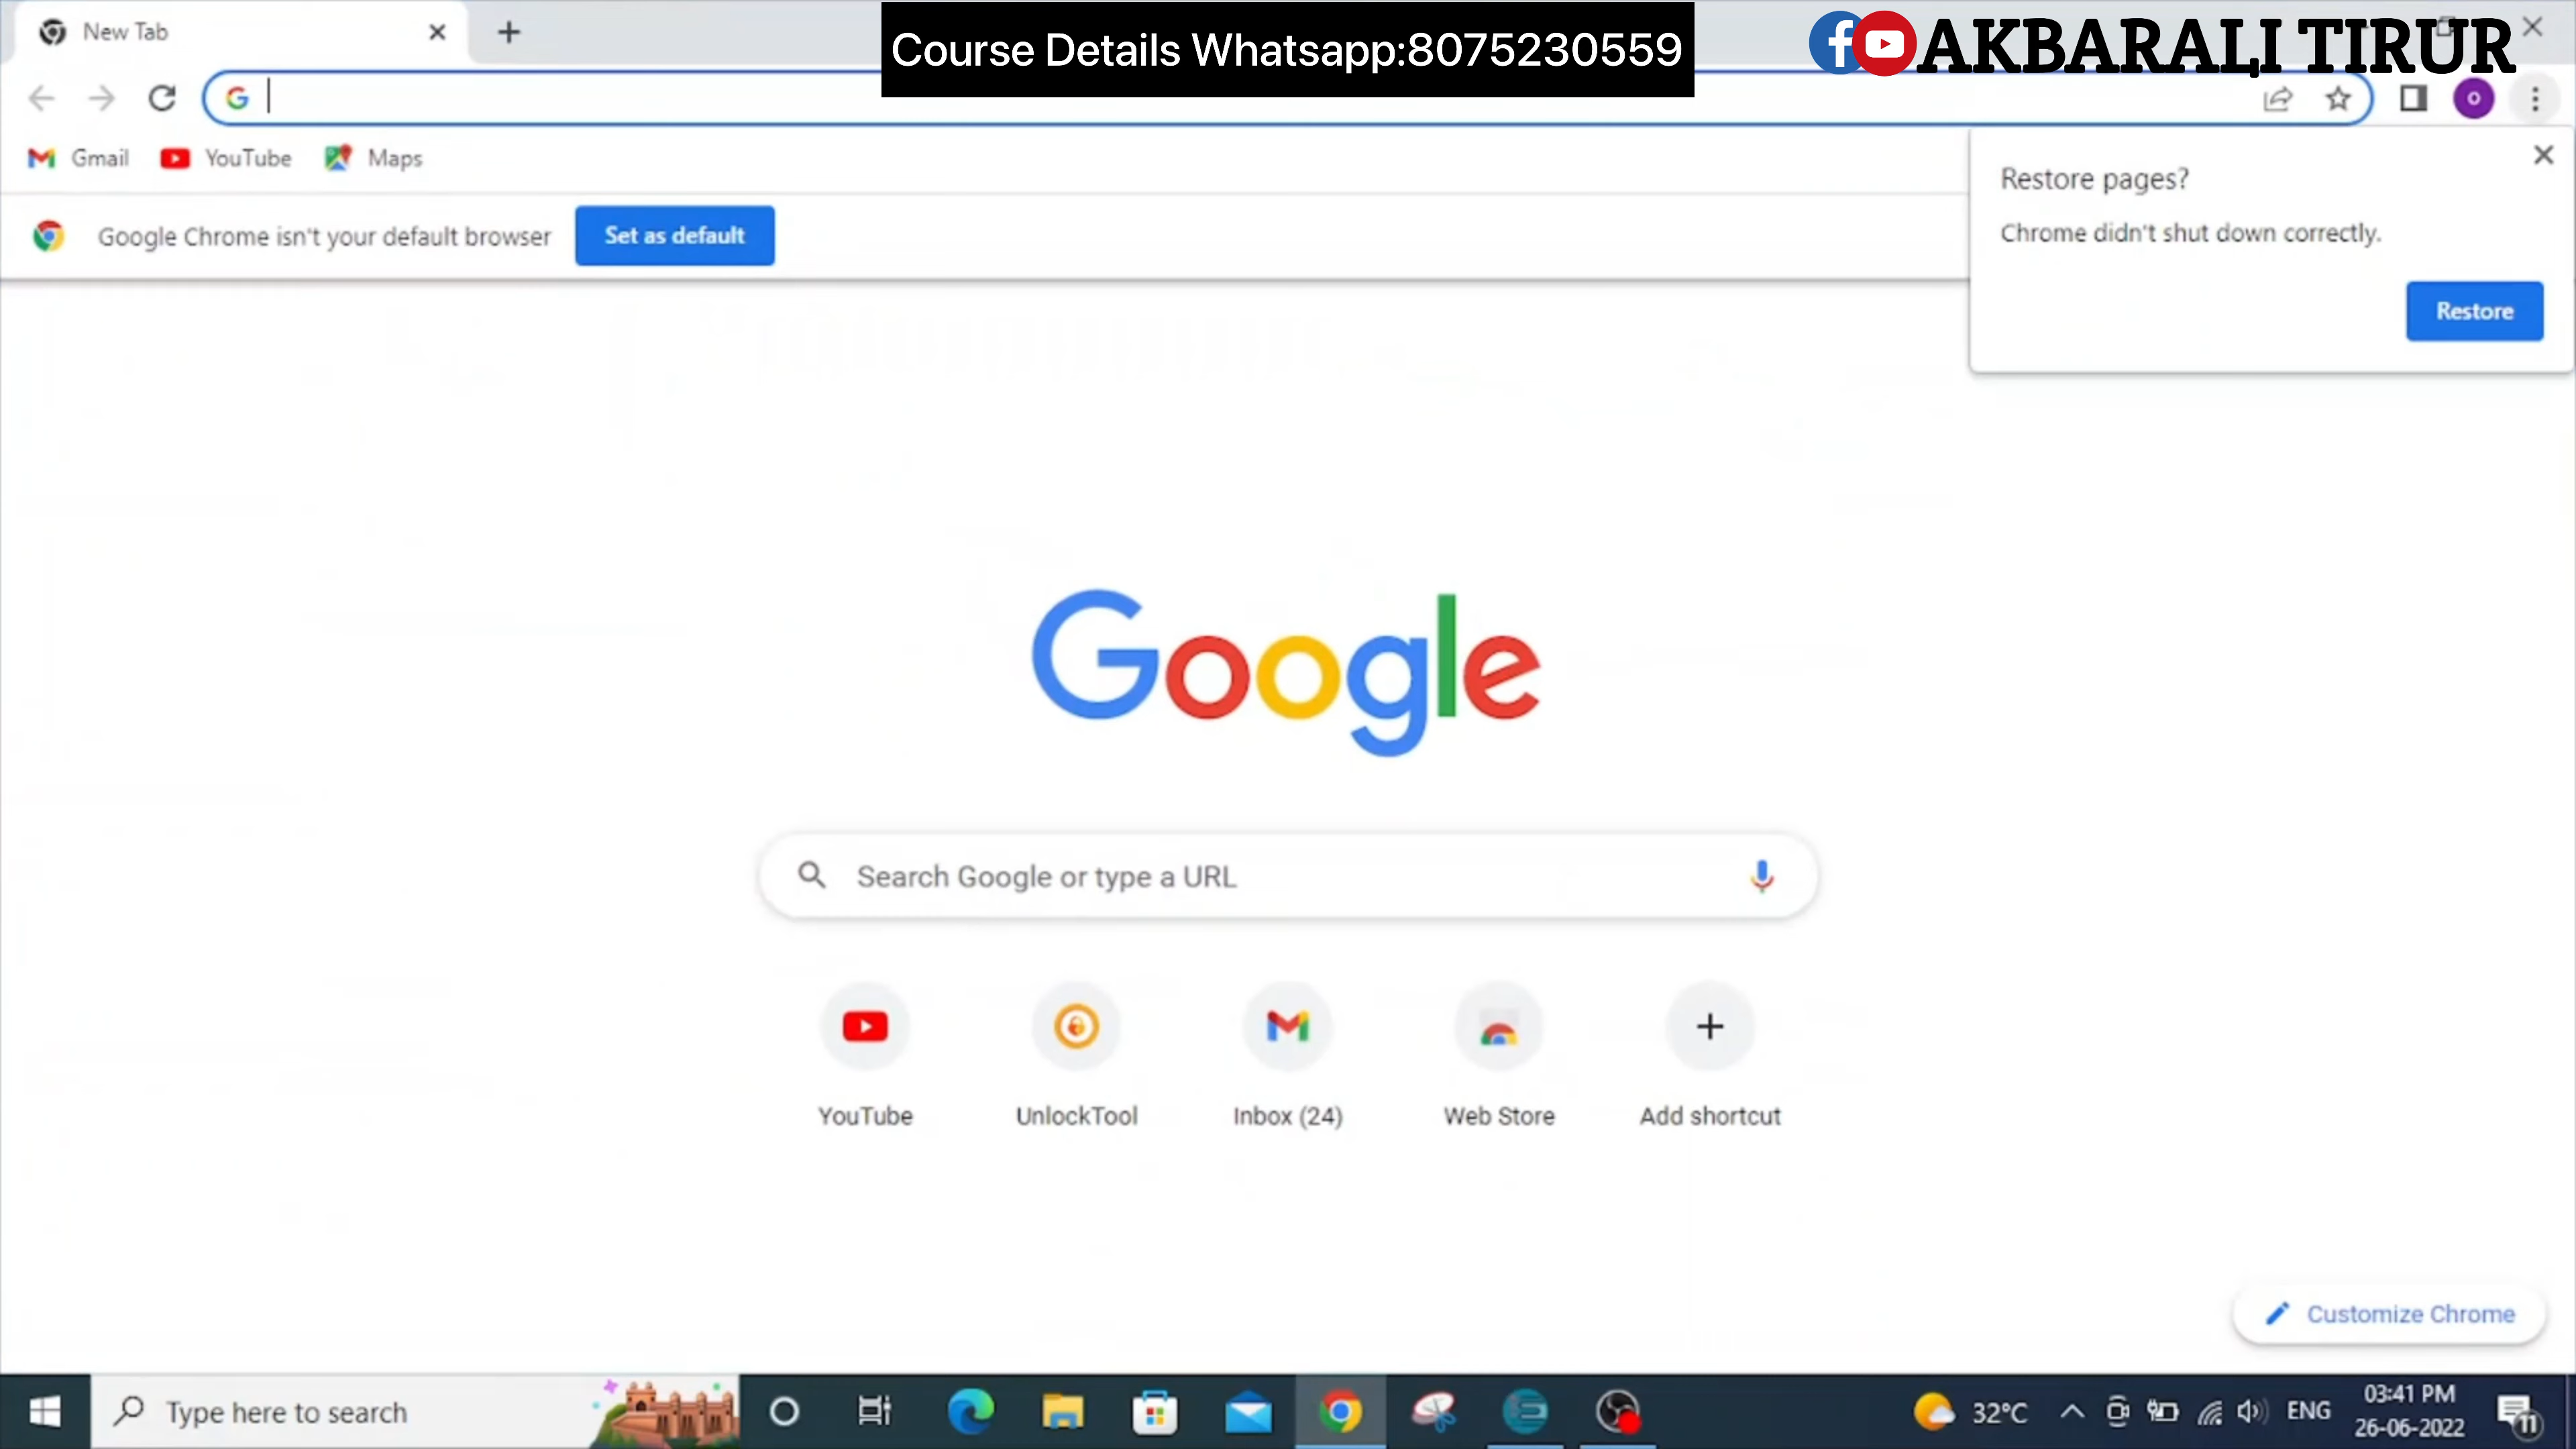 New Tab
Course Details Whatsapp:8075230559
AKBARALI TIRUR
Gmail
YouTube
Maps
Restore pages?
Chrome didn't shut down correctly.
Restore
Google Chrome isn't your default browser
Set as default
Google
Search Google or type a URL
YouTube
UnlockTool
Inbox (24)
Web Store
Add shortcut
Customize Chrome
Type here to search
32°C
ENG
03:41 PM
26-06-2022
11